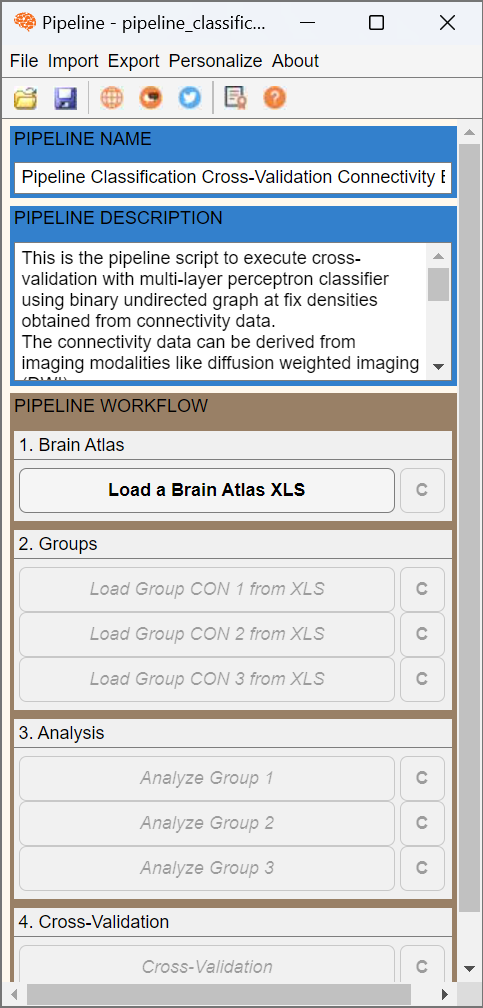 Pipeline - pipeline_classific...
File Import Export Personalize About
PIPELINE NAME
Pipeline Classification Cross-Validation Connectivity
PIPELINE DESCRIPTION
This is the pipeline script to execute cross-
validation with multi-layer perceptron classifier
using binary undirected graph at fix densities
obtained from connectivity data.
The connectivity data can be derived from
imaging modalities like diffusion weighted imaging
(DWI)
PIPELINE WORKFLOW
1. Brain Atlas
Load a Brain Atlas XLS C
2. Groups
Load Group CON 1 from XLS C
Load Group CON 2 from XLS C
Load Group CON 3 from XLS C
3. Analysis
Analyze Group 1 C
Analyze Group 2 C
Analyze Group 3 C
4. Cross-Validation
Cross-Validation C